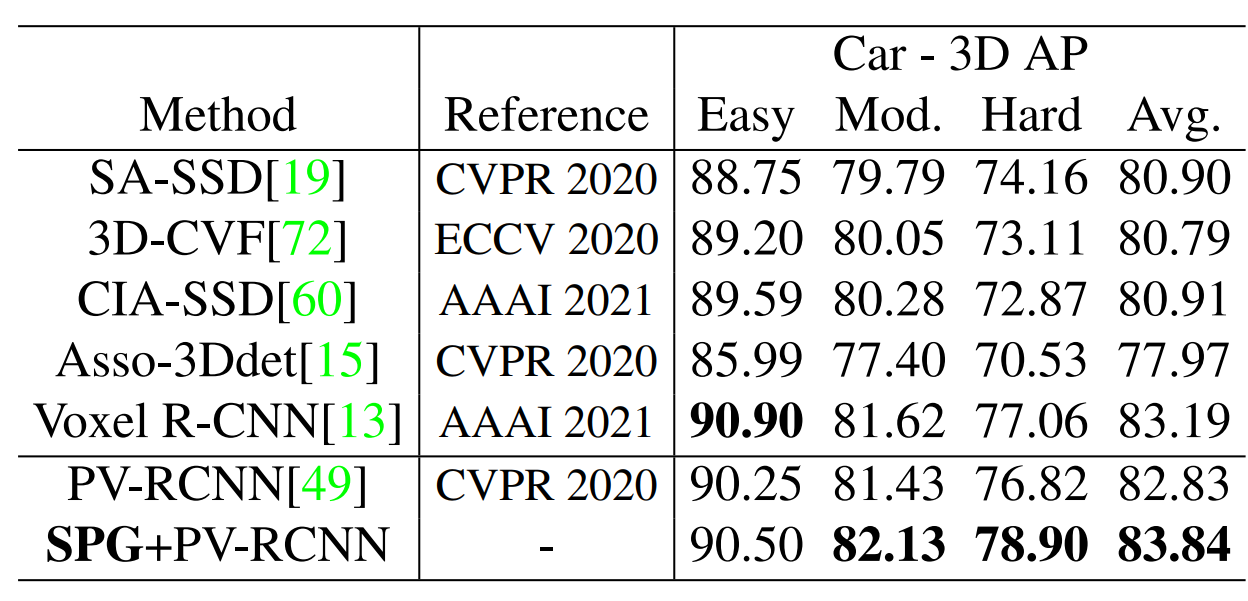 Car - 3D AP
Method Reference Easy Mod. Hard Avg.
SA-SSD[19] CVPR 2020 88.75 79.79 74.16 80.90
3D-CVF[72] ECCV 2020 89.20 80.05 73.11 80.79
CIA-SSD[60] AAAI 2021 89.59 80.28 72.87 80.91
Asso-3Ddet[15] CVPR 2020 85.99 77.40 70.53 77.97
Voxel R-CNN[13] AAAI 2021 90.90 81.62 77.06 83.19
PV-RCNN[49] CVPR 2020 90.25 81.43 76.82 82.83
SPG+PV-RCNN - 90.50 82.13 78.90 83.84